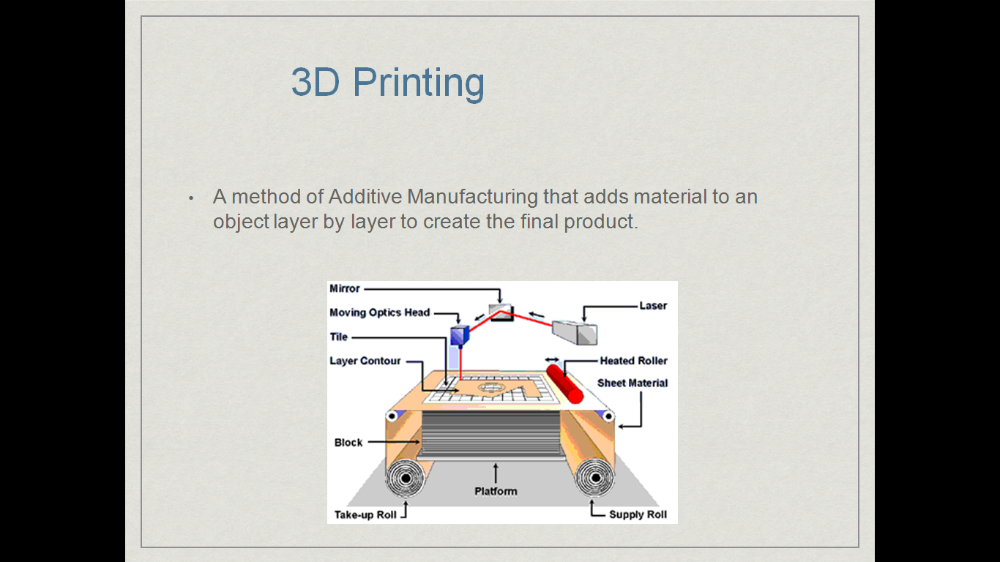 3D Printing
• A method of Additive Manufacturing that adds material to an
object layer by layer to create the final product.
Mirror
Laser
Moving Optics Head
Tile
Layer Contour
Heated Roller
Sheet Material
Block
Platform
Take-up Roll
Supply Roll